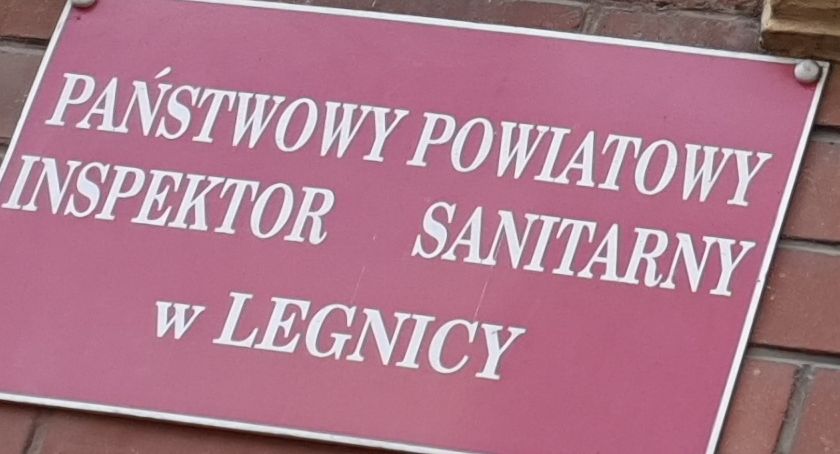 PAŃSTWOWY POWIATOWY
INSPEKTOR SANITARNY
w LEGNICY